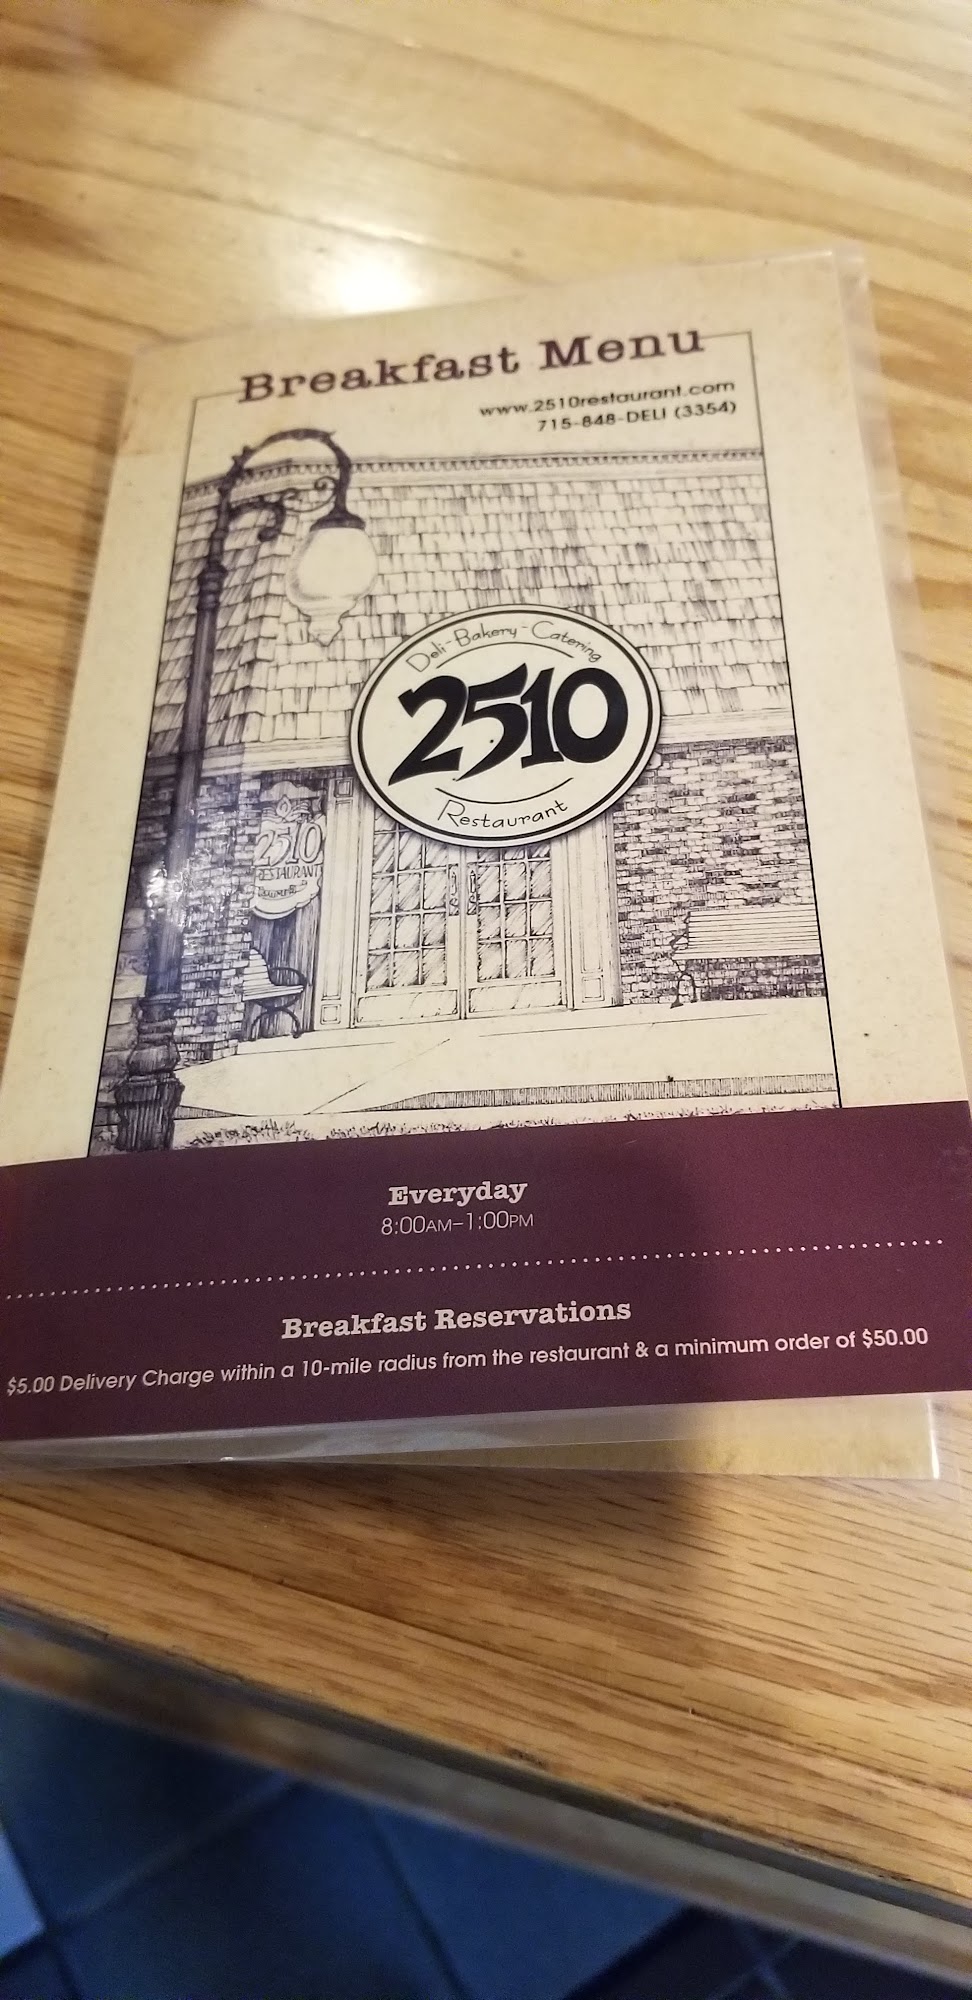 Breakfast Menu
www.2510restaurant.com
715-848-DELI (3354)
Deli-Bakery-Catering
2510
Restaurant
2510
RESTAURANT
Everyday
8:00AM–1:00PM
Breakfast Reservations
$5.00 Delivery Charge within a 10-mile radius from the restaurant & a minimum order of $50.00